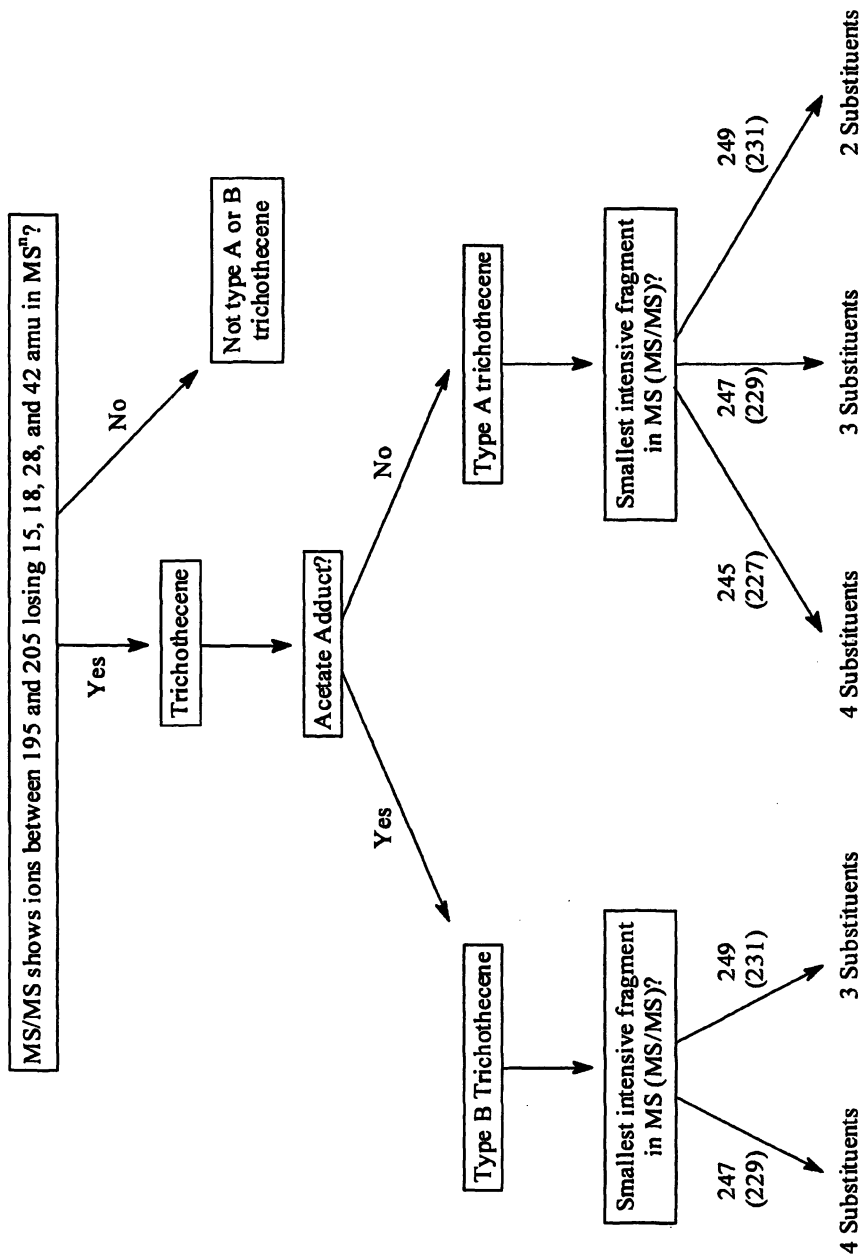 MS/MS shows ions between 195 and 205 losing 15, 18, 28, and 42 amu in MSⁿ?
Yes
No
Trichothecene
Not type A or B
trichothecene
Acetate Adduct?
Yes
No
Type B Trichothecene
Type A trichothecene
Smallest intensive fragment
in MS (MS/MS)?
Smallest intensive fragment
in MS (MS/MS)?
247
(229)
249
(231)
245
(227)
247
(229)
249
(231)
4 Substituents
3 Substituents
4 Substituents
3 Substituents
2 Substituents